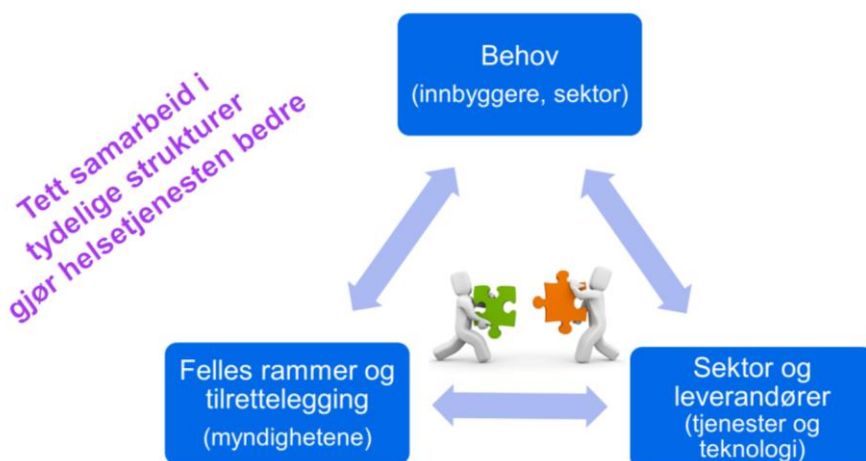 Behov
(innbyggere, sektor)
Tett samarbeid i
tydelige strukturer
gjør helsetjenesten bedre
Felles rammer og
tilrettelegging
(myndighetene)
Sektor og
leverandører
(tjenester og
teknologi)